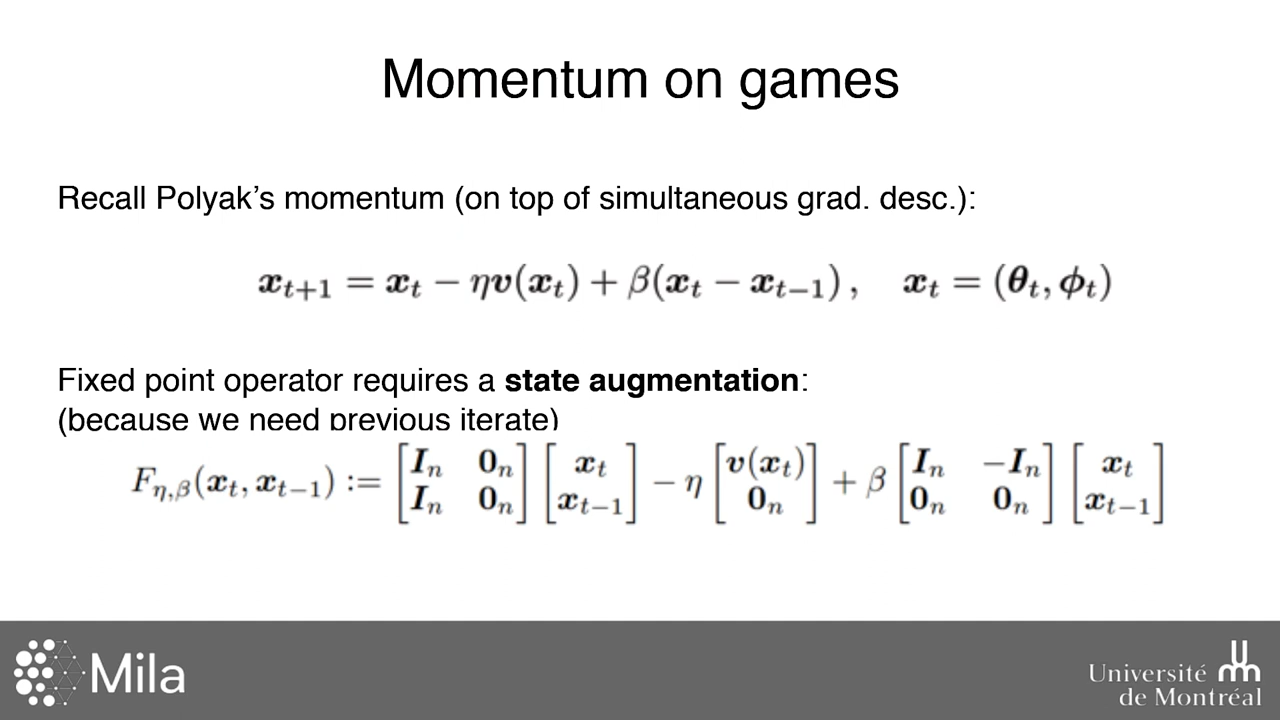 Momentum on games
Recall Polyak’s momentum (on top of simultaneous grad. desc.):
x_{t+1} = x_t − ηv(x_t) + β(x_t − x_{t−1}) ,    x_t = (θ_t, ϕ_t)
Fixed point operator requires a state augmentation:
(because we need previous iterate)
F_{η,β}(x_t, x_{t−1}) := [I_n 0_n; I_n 0_n] [x_t; x_{t−1}] − η [v(x_t); 0_n] + β [I_n −I_n; 0_n 0_n] [x_t; x_{t−1}]
Mila
Université
de Montréal